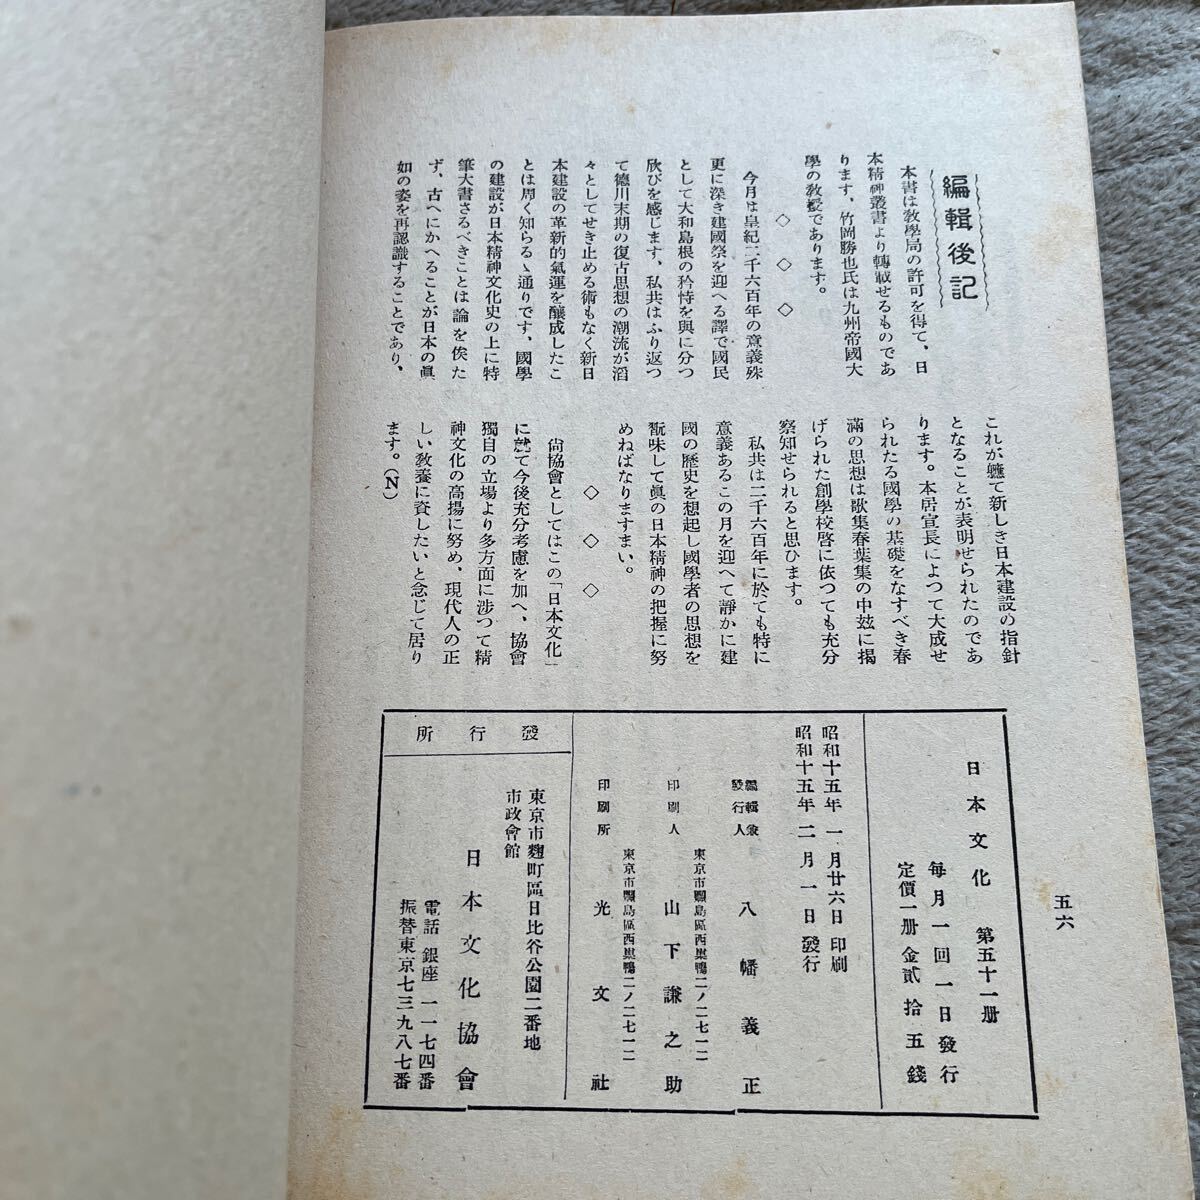 編輯後記
本書は敎學局の許可を得て、日
本精神叢書より轉載せるものであ
ります。竹岡勝也氏は九州帝國大
學の敎授であります。
◇ ◇ ◇
今月は皇紀二千六百年の意義殊
更に深き建國祭を迎へる譯で國民
として大和島根の矜恃を與に分つ
欣びを感じます。私共はふり返つ
て德川末期の復古思想の潮流が滔
々としてせき止める術もなく新日
本建設の革新的氣運を釀成したこ
とは周く知らるゝ通りです、國學
の建設が日本精神文化史の上に特
筆大書さるべきことは論を俟た
ず、古へにかへることが日本の眞
如の姿を再認識することであり、
これが軈て新しき日本建設の指針
となることが表明せられたのであ
ります。本居宣長によつて大成せ
られたる國學の基礎をなすべき春
滿の思想は歌集春葉集の中玆に揭
げられた創學校啓に依つても充分
察知せられると思ひます。
私共は二千六百年に於ても特に
意義あるこの月を迎へて靜かに建
國の歷史を想起し國學者の思想を
翫味して眞の日本精神の把握に努
めねばなりますまい。
◇ ◇ ◇
尙協會としてはこの「日本文化」
に就て今後充分考慮を加へ、協會
獨自の立場より多方面に涉つて精
神文化の高揚に努め、現代人の正
しい敎養に資したいと念じて居り
ます。(N)
五六
日本文化 第五十一册
每月一回一日發行
定價一册金貳拾五錢
昭和十五年一月廿六日印刷
昭和十五年二月一日發行
編輯兼
發行人 八幡義正
東京市豐島區西巢鴨二ノ二七一二
印刷人 山下謙之助
東京市豐島區西巢鴨二ノ二七一二
印刷所 光文社
發行所
東京市麴町區日比谷公園二番地
市政會館
日本文化協會
電話 銀座 一一七四番
振替東京七三九八七番